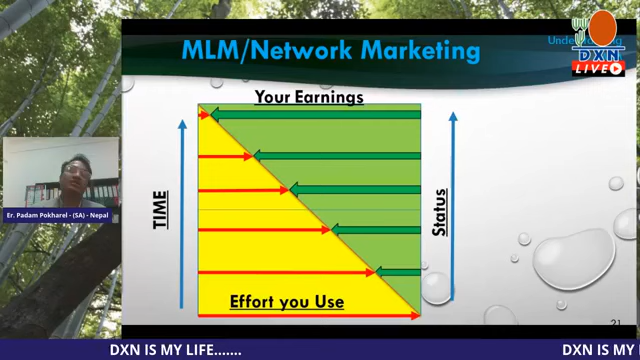 MLM/Network Marketing
DXN
LIVE
Your Earnings
TIME
Status
Effort you Use
Er. Padam Pokharel - (SA) - Nepal
21
DXN IS MY LIFE.......
DXN IS MY L